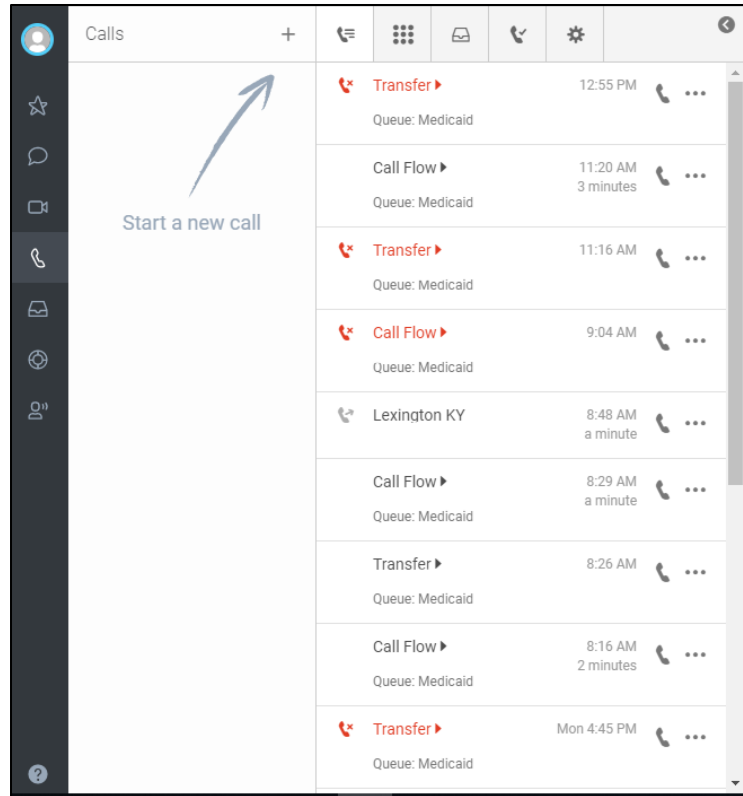 Calls +
Start a new call
Transfer 12:55 PM
Queue: Medicaid
Call Flow 11:20 AM
3 minutes
Queue: Medicaid
Transfer 11:16 AM
Queue: Medicaid
Call Flow 9:04 AM
Queue: Medicaid
Lexington KY 8:48 AM
a minute
Call Flow 8:29 AM
a minute
Queue: Medicaid
Transfer 8:26 AM
Queue: Medicaid
Call Flow 8:16 AM
2 minutes
Queue: Medicaid
Transfer Mon 4:45 PM
Queue: Medicaid
?